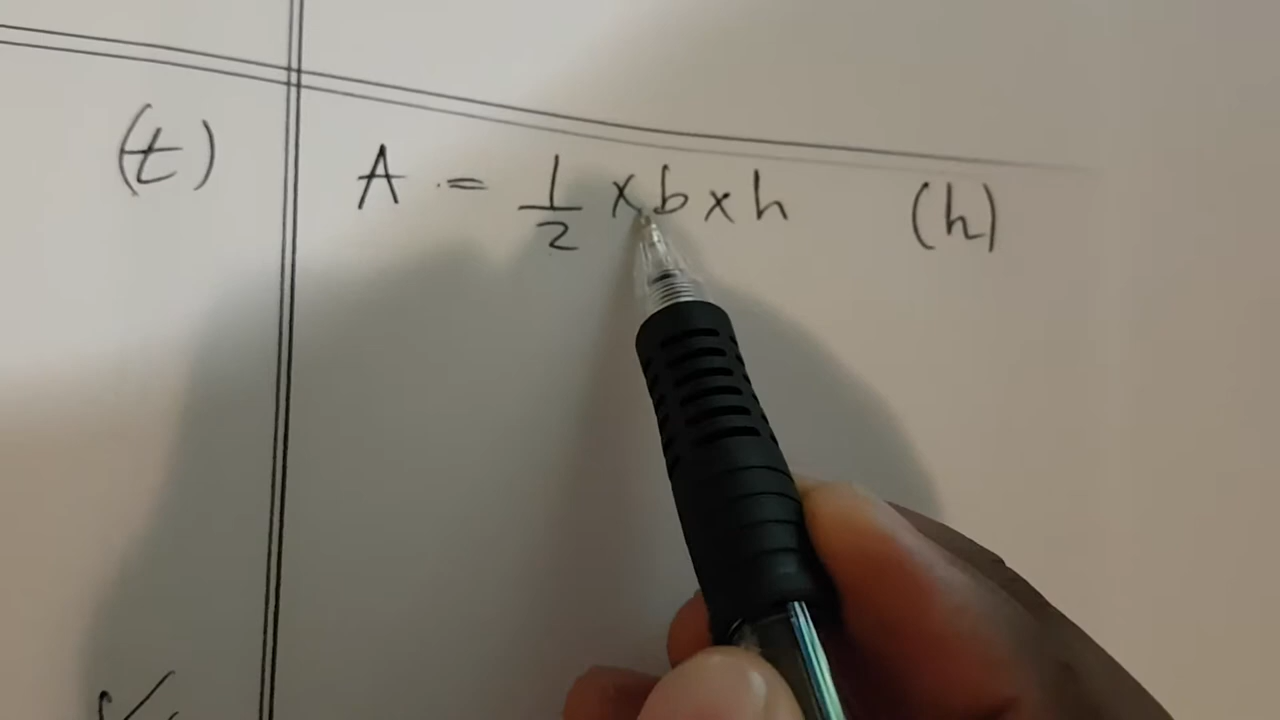 (t)
A = 1/2 x b x h (h)